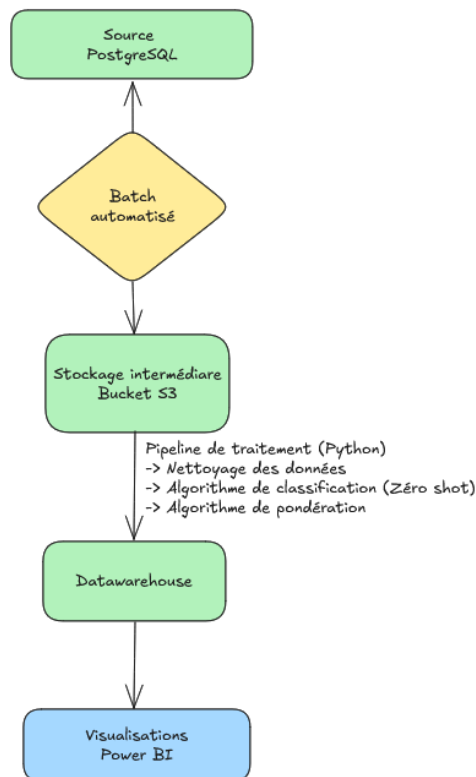 Source
PostgreSQL
Batch
automatisé
Stockage intermédiare
Bucket S3
Pipeline de traitement (Python)
-> Nettoyage des données
-> Algorithme de classification (Zéro shot)
-> Algorithme de pondération
Datawarehouse
Visualisations
Power BI